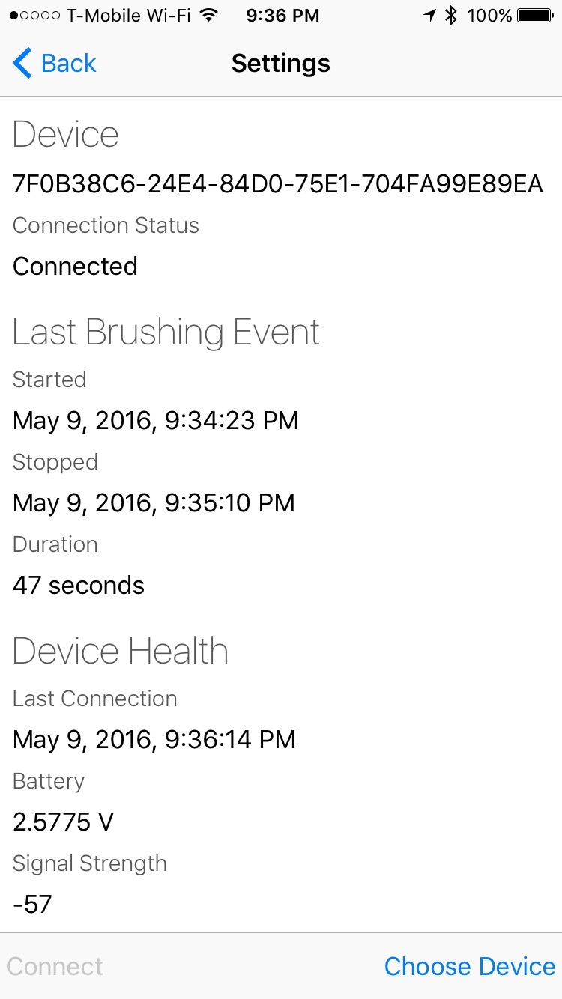 T-Mobile Wi-Fi 9:36 PM 100%
Back Settings
Device
7F0B38C6-24E4-84D0-75E1-704FA99E89EA
Connection Status
Connected
Last Brushing Event
Started
May 9, 2016, 9:34:23 PM
Stopped
May 9, 2016, 9:35:10 PM
Duration
47 seconds
Device Health
Last Connection
May 9, 2016, 9:36:14 PM
Battery
2.5775 V
Signal Strength
-57
Connect Choose Device